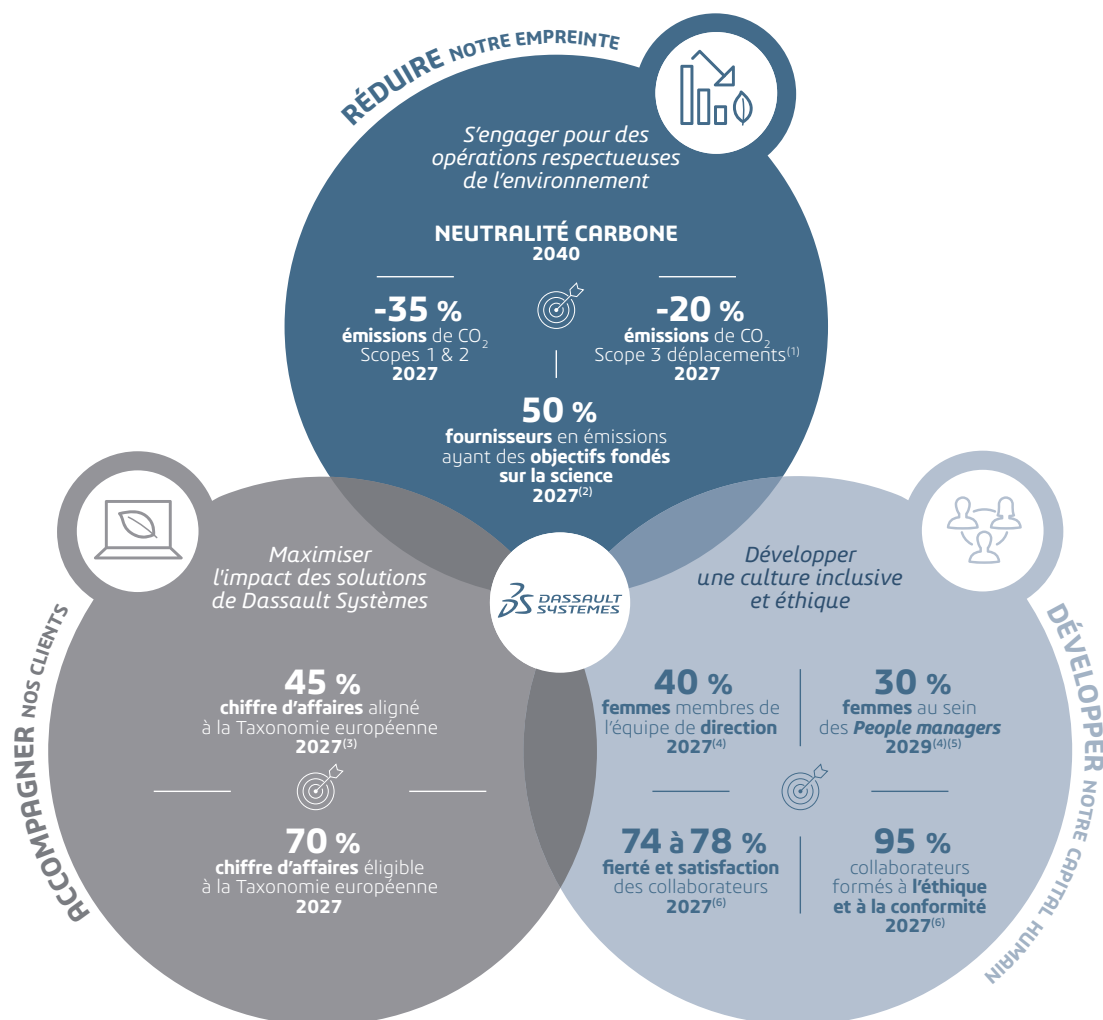 RÉDUIRE NOTRE EMPREINTE
S'engager pour des
opérations respectueuses
de l'environnement
NEUTRALITÉ CARBONE
2040
-35 %
émissions de CO2
Scopes 1 & 2
2027
-20 %
émissions de CO2
Scope 3 déplacements(1)
2027
50 %
fournisseurs en émissions
ayant des objectifs fondés
sur la science
2027(2)
DASSAULT
SYSTEMES
ACCOMPAGNER NOS CLIENTS
Maximiser
l'impact des solutions
de Dassault Systèmes
45 %
chiffre d'affaires aligné
à la Taxonomie européenne
2027(3)
70 %
chiffre d'affaires éligible
à la Taxonomie européenne
2027
DÉVELOPPER NOTRE CAPITAL HUMAIN
Développer
une culture inclusive
et éthique
40 %
femmes membres de
l'équipe de direction
2027(4)
30 %
femmes au sein
des People managers
2029(4)(5)
74 à 78 %
fierté et satisfaction
des collaborateurs
2027(6)
95 %
collaborateurs
formés à l'éthique
et à la conformité
2027(6)